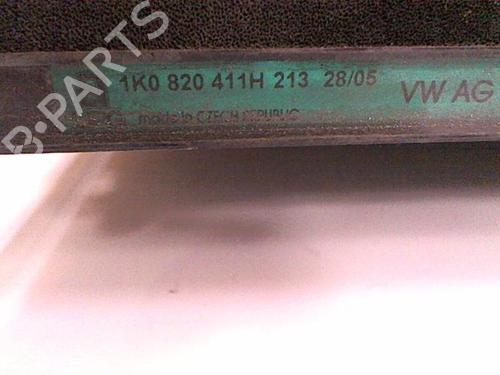 B-PARTS
1K0 820 411H 213 28/05 VW AG
made in CZECH REPUBLIC